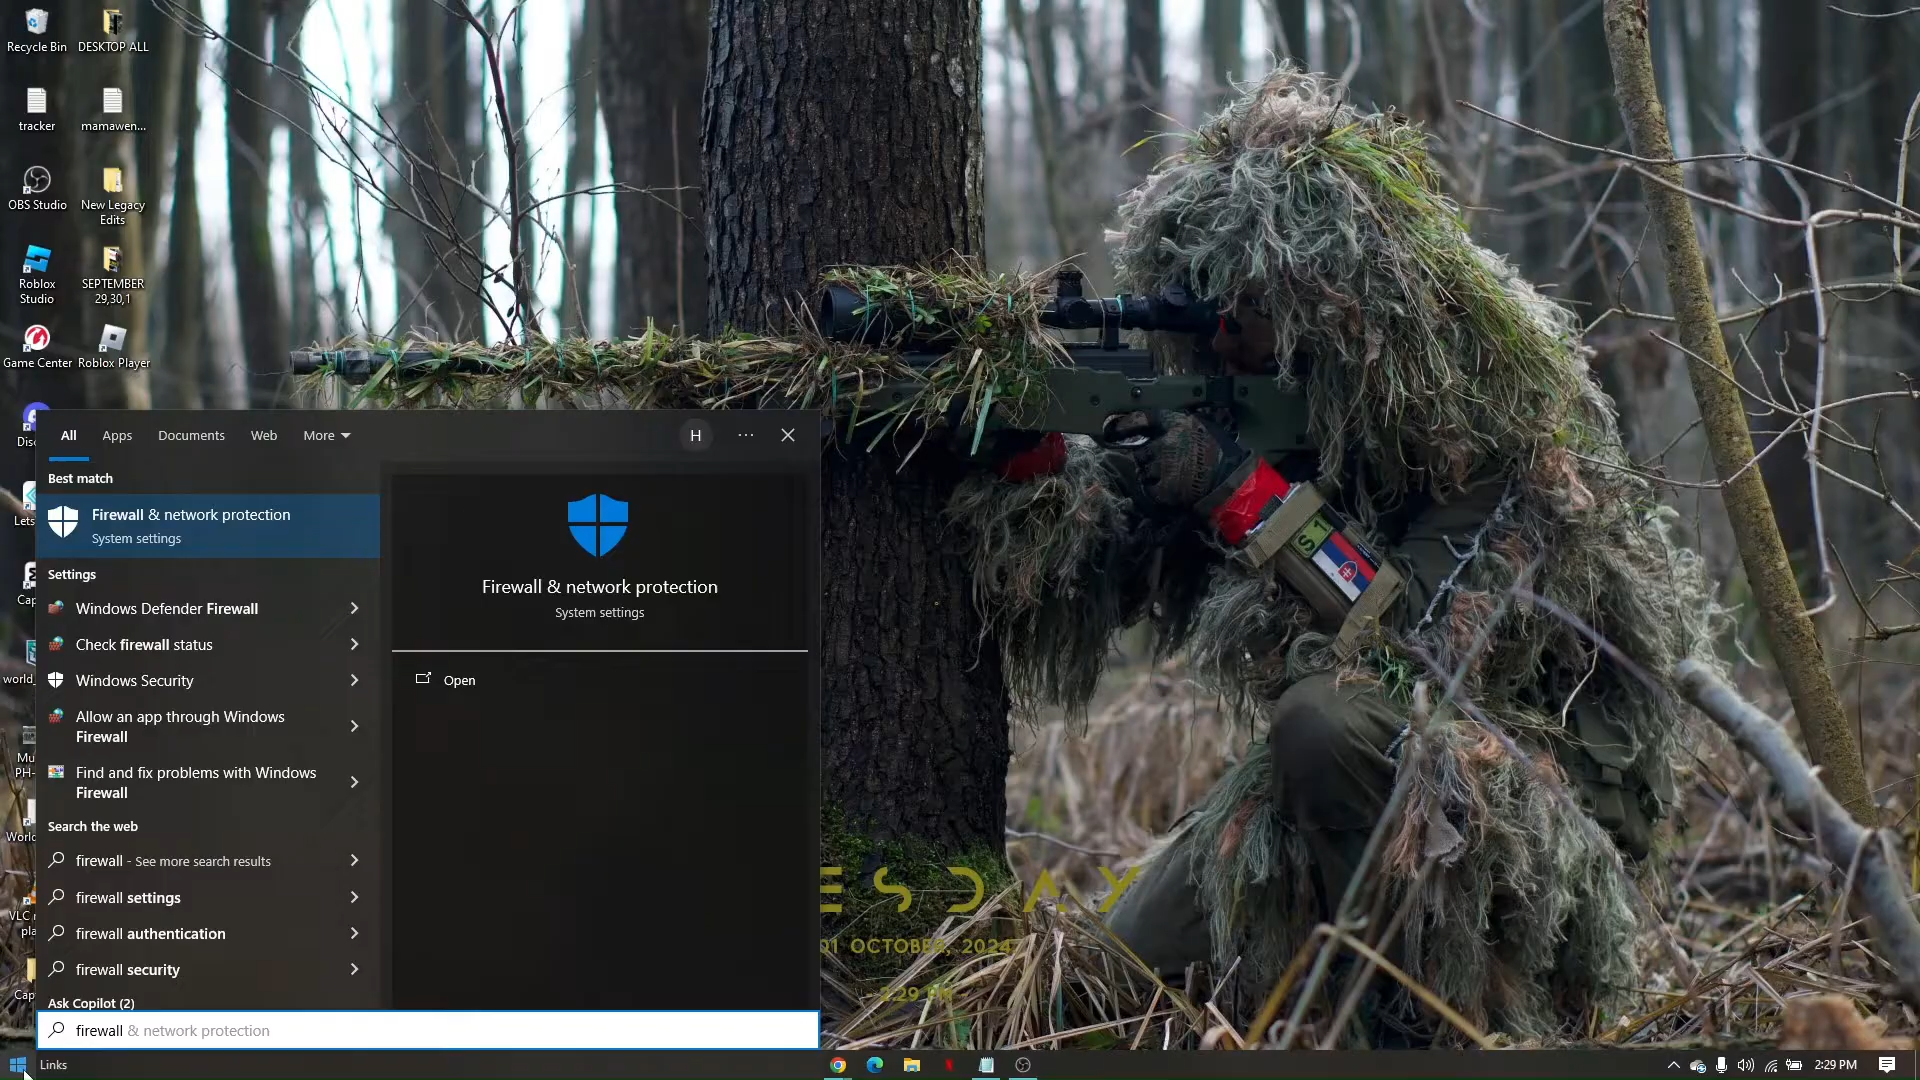 Recycle Bin
DESKTOP ALL
tracker
mamawen...
OBS Studio
New Legacy
Edits
Roblox
Studio
SEPTEMBER
29,30,1
Game Center
Roblox Player
All
Apps
Documents
Web
More
H
Best match
Firewall & network protection
System settings
Settings
Windows Defender Firewall
Check firewall status
Windows Security
Allow an app through Windows
Firewall
Find and fix problems with Windows
Firewall
Search the web
firewall - See more search results
firewall settings
firewall authentication
firewall security
Ask Copilot (2)
Firewall & network protection
System settings
Open
firewall & network protection
S 1
ESDAY
01 OCTOBER, 2024
Links
2:29 PM